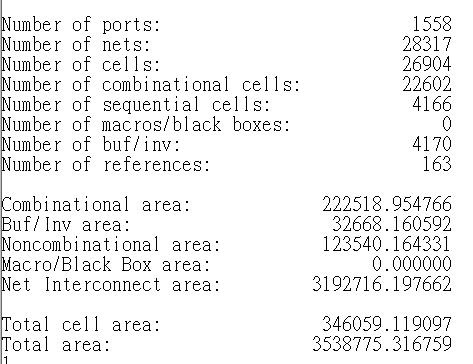 Number of ports: 1558
Number of nets: 28317
Number of cells: 26904
Number of combinational cells: 22602
Number of sequential cells: 4166
Number of macros/black boxes: 0
Number of buf/inv: 4170
Number of references: 163
Combinational area: 222518.954766
Buf/Inv area: 32668.160592
Noncombinational area: 123540.164331
Macro/Black Box area: 0.000000
Net Interconnect area: 3192716.197662
Total cell area: 346059.119097
Total area: 3538775.316759
1